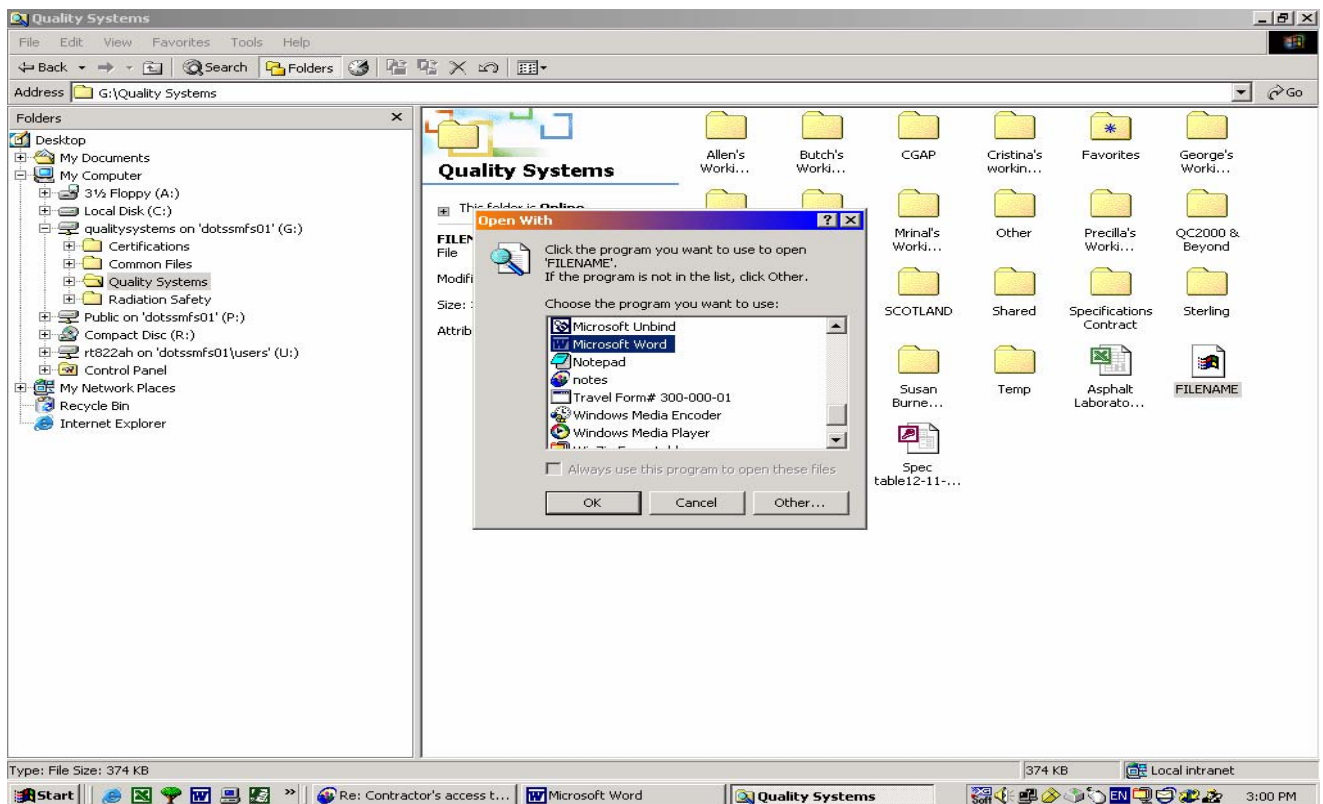 Quality Systems
File Edit View Favorites Tools Help
Back Search Folders
Address G:\Quality Systems Go
Folders
Desktop
My Documents
My Computer
3½ Floppy (A:)
Local Disk (C:)
qualitysystems on 'dotssmfs01' (G:)
Certifications
Common Files
Quality Systems
Radiation Safety
Public on 'dotssmfs01' (P:)
Compact Disc (R:)
rt822ah on 'dotssmfs01\users' (U:)
Control Panel
My Network Places
Recycle Bin
Internet Explorer
Quality Systems
This folder is Online
FILEN
File
Modifi
Size:
Attrib
Allen's Worki...
Butch's Worki...
CGAP
Cristina's workin...
Favorites
George's Worki...
Mrinal's Worki...
Other
Precilla's Worki...
QC2000 & Beyond
SCOTLAND
Shared
Specifications Contract
Sterling
Susan Burne...
Temp
Asphalt Laborato...
FILENAME
Spec table12-11-...
Open With
Click the program you want to use to open
'FILENAME'.
If the program is not in the list, click Other.
Choose the program you want to use:
Microsoft Unbind
Microsoft Word
Notepad
notes
Travel Form# 300-000-01
Windows Media Encoder
Windows Media Player
Always use this program to open these files
OK Cancel Other...
Type: File Size: 374 KB 374 KB Local intranet
Start » Re: Contractor's access t... Microsoft Word Quality Systems EN 3:00 PM